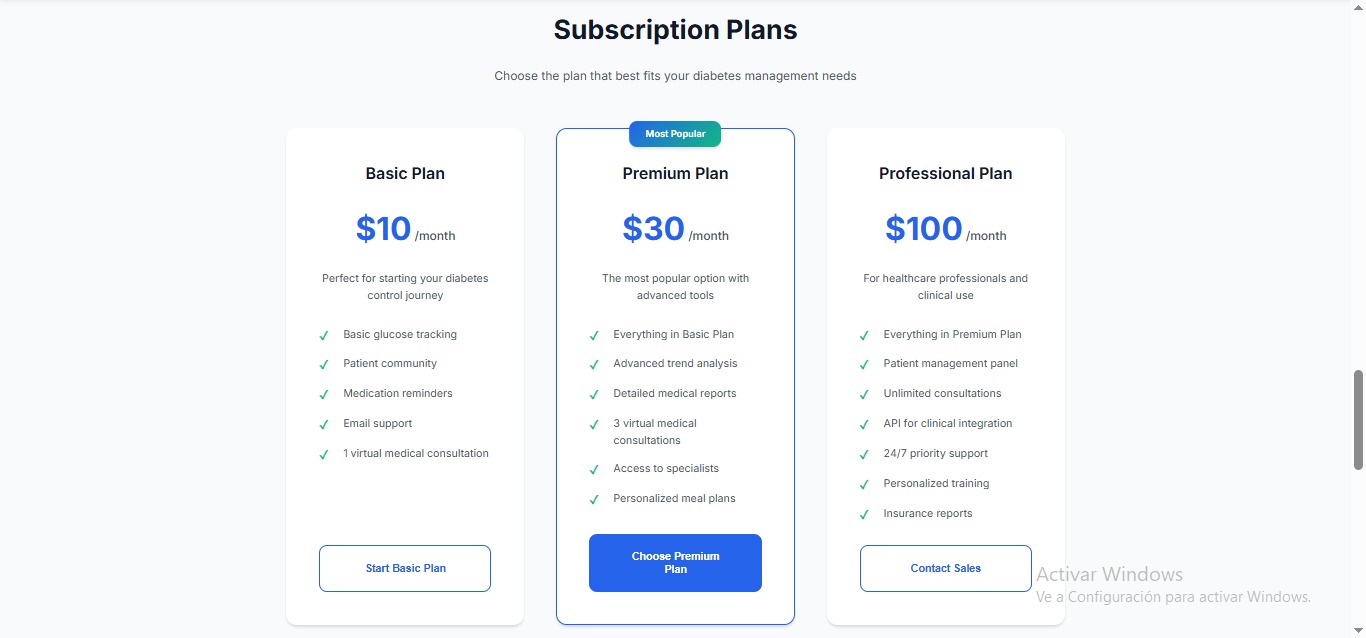 Subscription Plans
Choose the plan that best fits your diabetes management needs
Basic Plan
$10 /month
Perfect for starting your diabetes
control journey
✓ Basic glucose tracking
✓ Patient community
✓ Medication reminders
✓ Email support
✓ 1 virtual medical consultation
Start Basic Plan
Most Popular
Premium Plan
$30 /month
The most popular option with
advanced tools
✓ Everything in Basic Plan
✓ Advanced trend analysis
✓ Detailed medical reports
✓ 3 virtual medical
consultations
✓ Access to specialists
✓ Personalized meal plans
Choose Premium
Plan
Professional Plan
$100 /month
For healthcare professionals and
clinical use
✓ Everything in Premium Plan
✓ Patient management panel
✓ Unlimited consultations
✓ API for clinical integration
✓ 24/7 priority support
✓ Personalized training
✓ Insurance reports
Contact Sales
Activar Windows
Ve a Configuración para activar Windows.